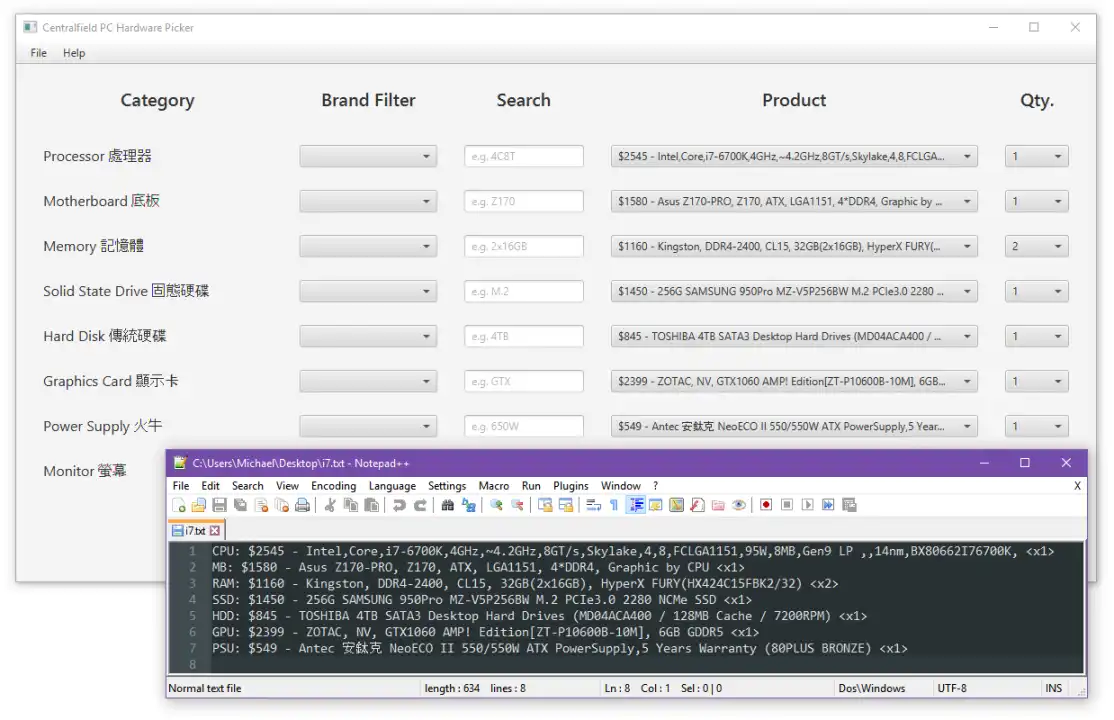 Centralfield PC Hardware Picker
File Help
Category Brand Filter Search Product Qty.
Processor 處理器 e.g. 4C8T $2545 - Intel,Core,i7-6700K,4GHz,~4.2GHz,8GT/s,Skylake,4,8,FCLGA... 1
Motherboard 底板 e.g. Z170 $1580 - Asus Z170-PRO, Z170, ATX, LGA1151, 4*DDR4, Graphic by ... 1
Memory 記憶體 e.g. 2x16GB $1160 - Kingston, DDR4-2400, CL15, 32GB(2x16GB), HyperX FURY(... 2
Solid State Drive 固態硬碟 e.g. M.2 $1450 - 256G SAMSUNG 950Pro MZ-V5P256BW M.2 PCIe3.0 2280 ... 1
Hard Disk 傳統硬碟 e.g. 4TB $845 - TOSHIBA 4TB SATA3 Desktop Hard Drives (MD04ACA400 / ... 1
Graphics Card 顯示卡 e.g. GTX $2399 - ZOTAC, NV, GTX1060 AMP! Edition[ZT-P10600B-10M], 6GB... 1
Power Supply 火牛 e.g. 650W $549 - Antec 安鈦克 NeoECO II 550/550W ATX PowerSupply,5 Year... 1
Monitor 螢幕
C:\Users\Michael\Desktop\i7.txt - Notepad++
File Edit Search View Encoding Language Settings Macro Run Plugins Window ? X
i7.txt
1 CPU: $2545 - Intel,Core,i7-6700K,4GHz,~4.2GHz,8GT/s,Skylake,4,8,FCLGA1151,95W,8MB,Gen9 LP ,,14nm,BX80662I76700K, <x1>
2 MB: $1580 - Asus Z170-PRO, Z170, ATX, LGA1151, 4*DDR4, Graphic by CPU <x1>
3 RAM: $1160 - Kingston, DDR4-2400, CL15, 32GB(2x16GB), HyperX FURY(HX424C15FBK2/32) <x2>
4 SSD: $1450 - 256G SAMSUNG 950Pro MZ-V5P256BW M.2 PCIe3.0 2280 NCMe SSD <x1>
5 HDD: $845 - TOSHIBA 4TB SATA3 Desktop Hard Drives (MD04ACA400 / 128MB Cache / 7200RPM) <x1>
6 GPU: $2399 - ZOTAC, NV, GTX1060 AMP! Edition[ZT-P10600B-10M], 6GB GDDR5 <x1>
7 PSU: $549 - Antec 安鈦克 NeoECO II 550/550W ATX PowerSupply,5 Years Warranty (80PLUS BRONZE) <x1>
8
Normal text file length : 634 lines : 8 Ln : 8 Col : 1 Sel : 0 | 0 Dos\Windows UTF-8 INS